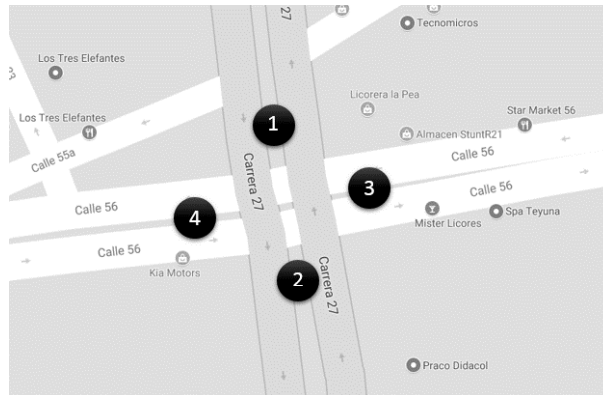 27
Tecnomicros
Los Tres Elefantes
Licorera la Pea
Star Market 56
Los Tres Elefantes
1
Almacen StuntR21
Calle 55a
Calle 56
Carrera 27
3
Calle 56
Calle 56
4
Mister Licores
Spa Teyuna
Calle 56
Kia Motors
2
Carrera 27
Praco Didacol